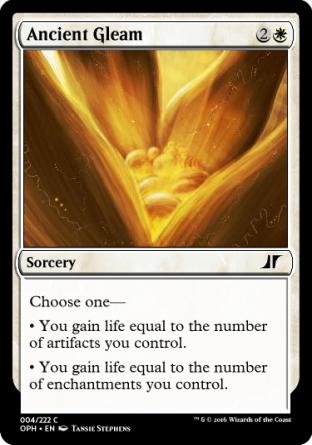 Ancient Gleam 2
Sorcery
Choose one—
• You gain life equal to the number
of artifacts you control.
• You gain life equal to the number
of enchantments you control.
004/222 C
OPH • EN Tansie Stephens
™ & © 2016 Wizards of the Coast